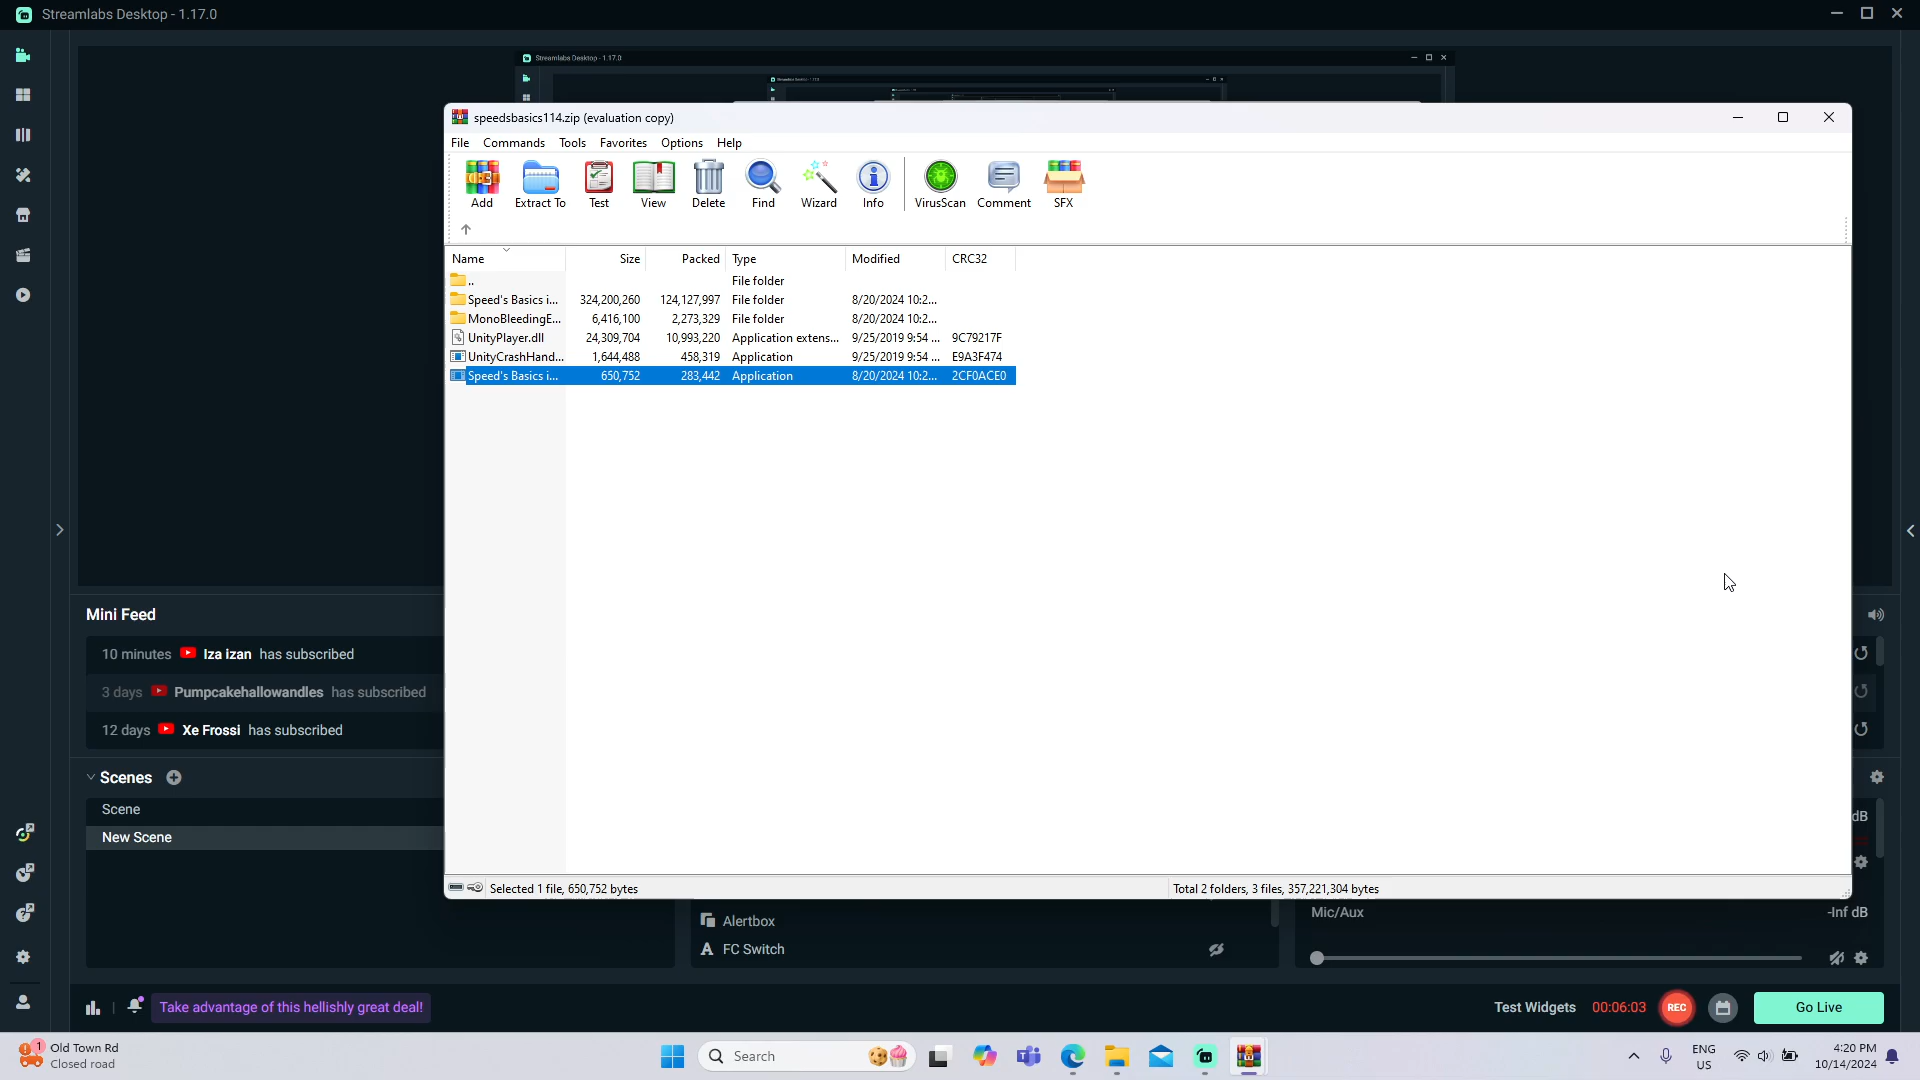 Streamlabs Desktop - 1.17.0
Streamlabs Desktop - 1.17.0
speedsbasics114.zip (evaluation copy)
File Commands Tools Favorites Options Help
Add Extract To Test View Delete Find Wizard Info VirusScan Comment SFX
Name Size Packed Type Modified CRC32
.. File folder
Speed's Basics i... 324,200,260 124,127,997 File folder 8/20/2024 10:2...
MonoBleedingE... 6,416,100 2,273,329 File folder 8/20/2024 10:2...
UnityPlayer.dll 24,309,704 10,993,220 Application extens... 9/25/2019 9:54 ... 9C79217F
UnityCrashHand... 1,644,488 458,319 Application 9/25/2019 9:54 ... E9A3F474
Speed's Basics i... 650,752 283,442 Application 8/20/2024 10:2... 2CF0ACE0
Mini Feed
10 minutes Iza izan has subscribed
3 days Pumpcakehallowandles has subscribed
12 days Xe Frossi has subscribed
Scenes
Scene
New Scene
dB
Selected 1 file, 650,752 bytes Total 2 folders, 3 files, 357,221,304 bytes
Alertbox
FC Switch
Mic/Aux -Inf dB
Take advantage of this hellishly great deal!
Test Widgets 00:06:03 REC Go Live
1 Old Town Rd
Closed road
Search
ENG
US
4:20 PM
10/14/2024